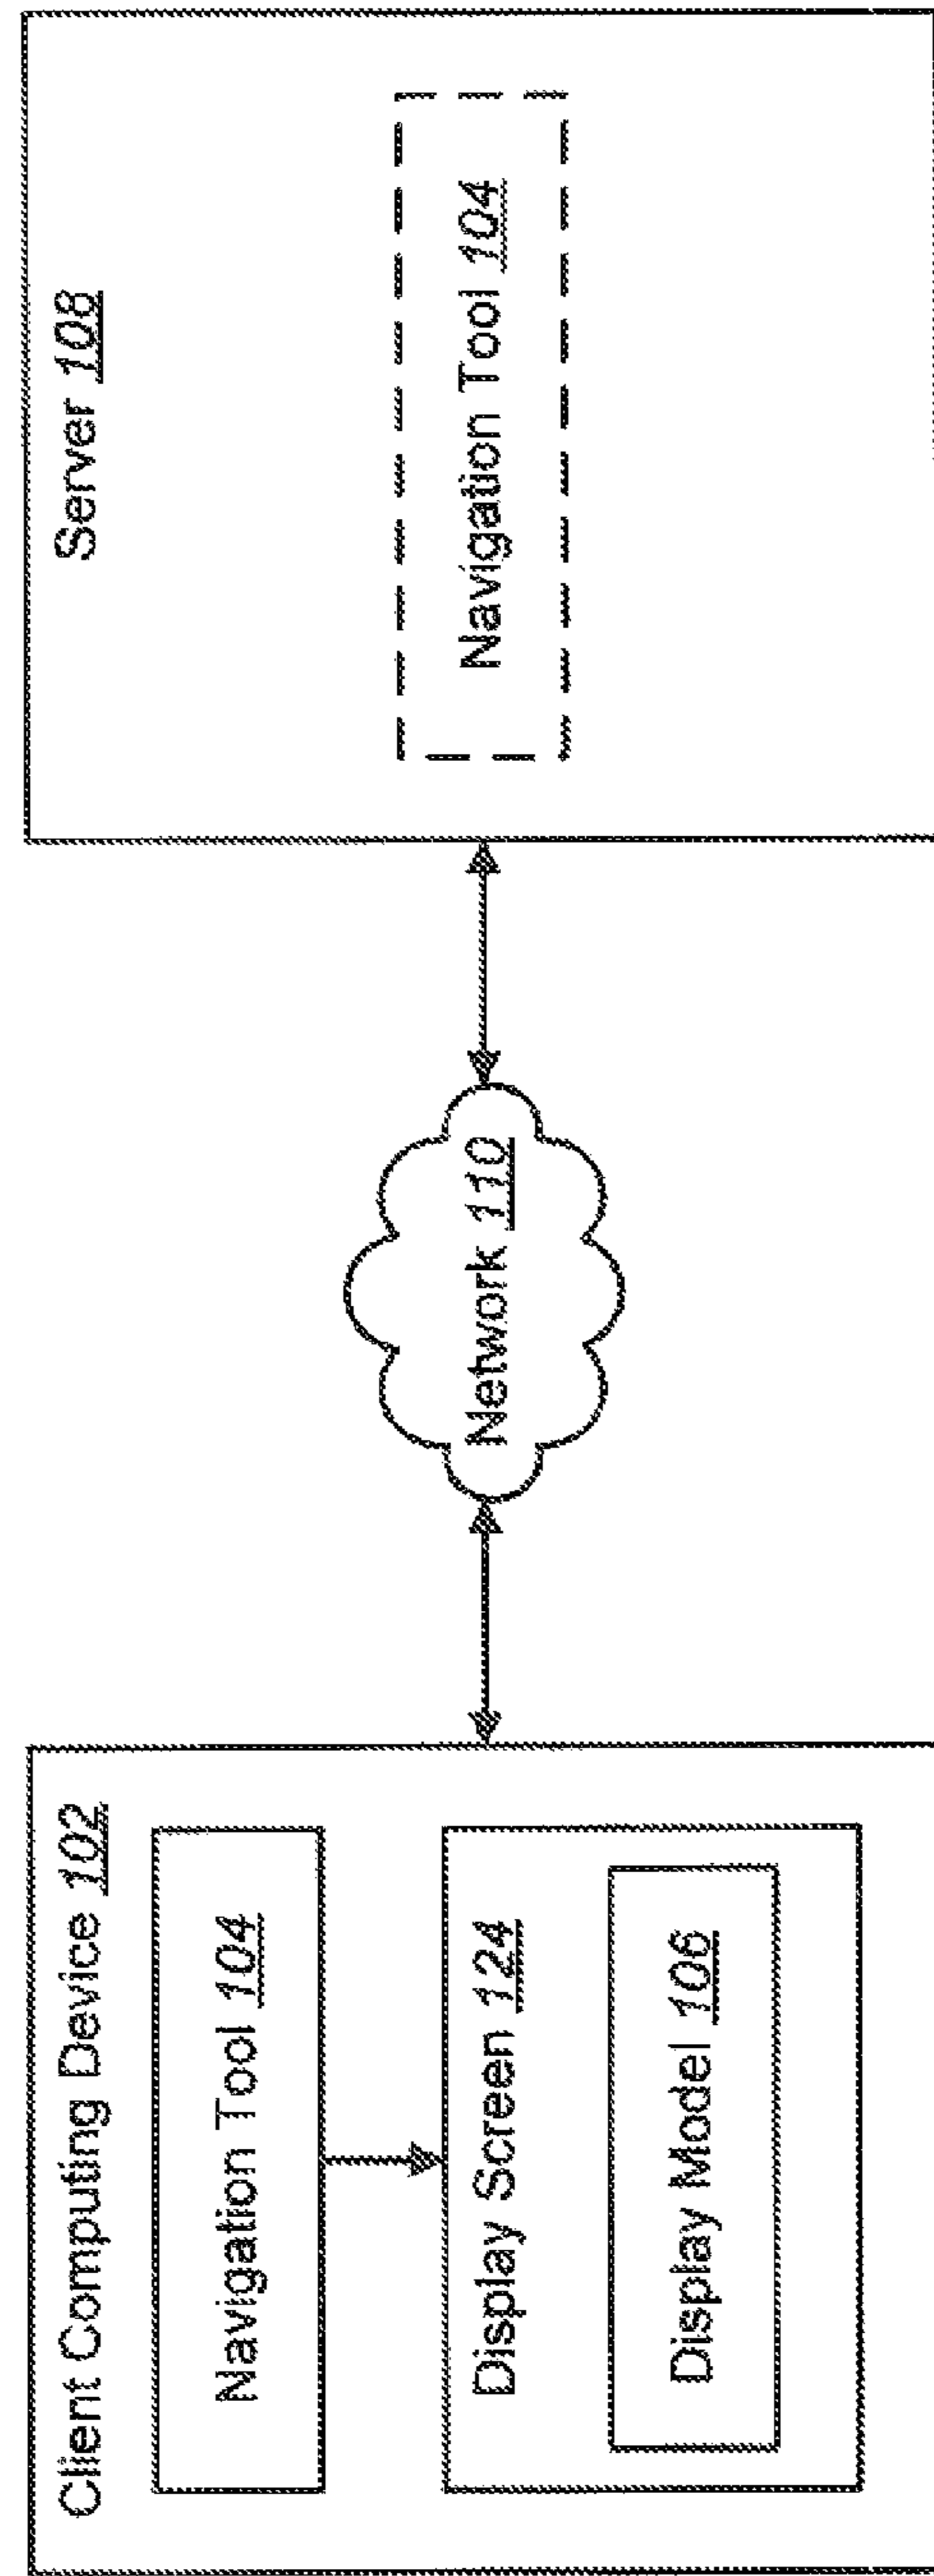 Client Computing Device 102
Navigation Tool 104
Display Screen 124
Display Model 106
Network 110
Server 108
Navigation Tool 104